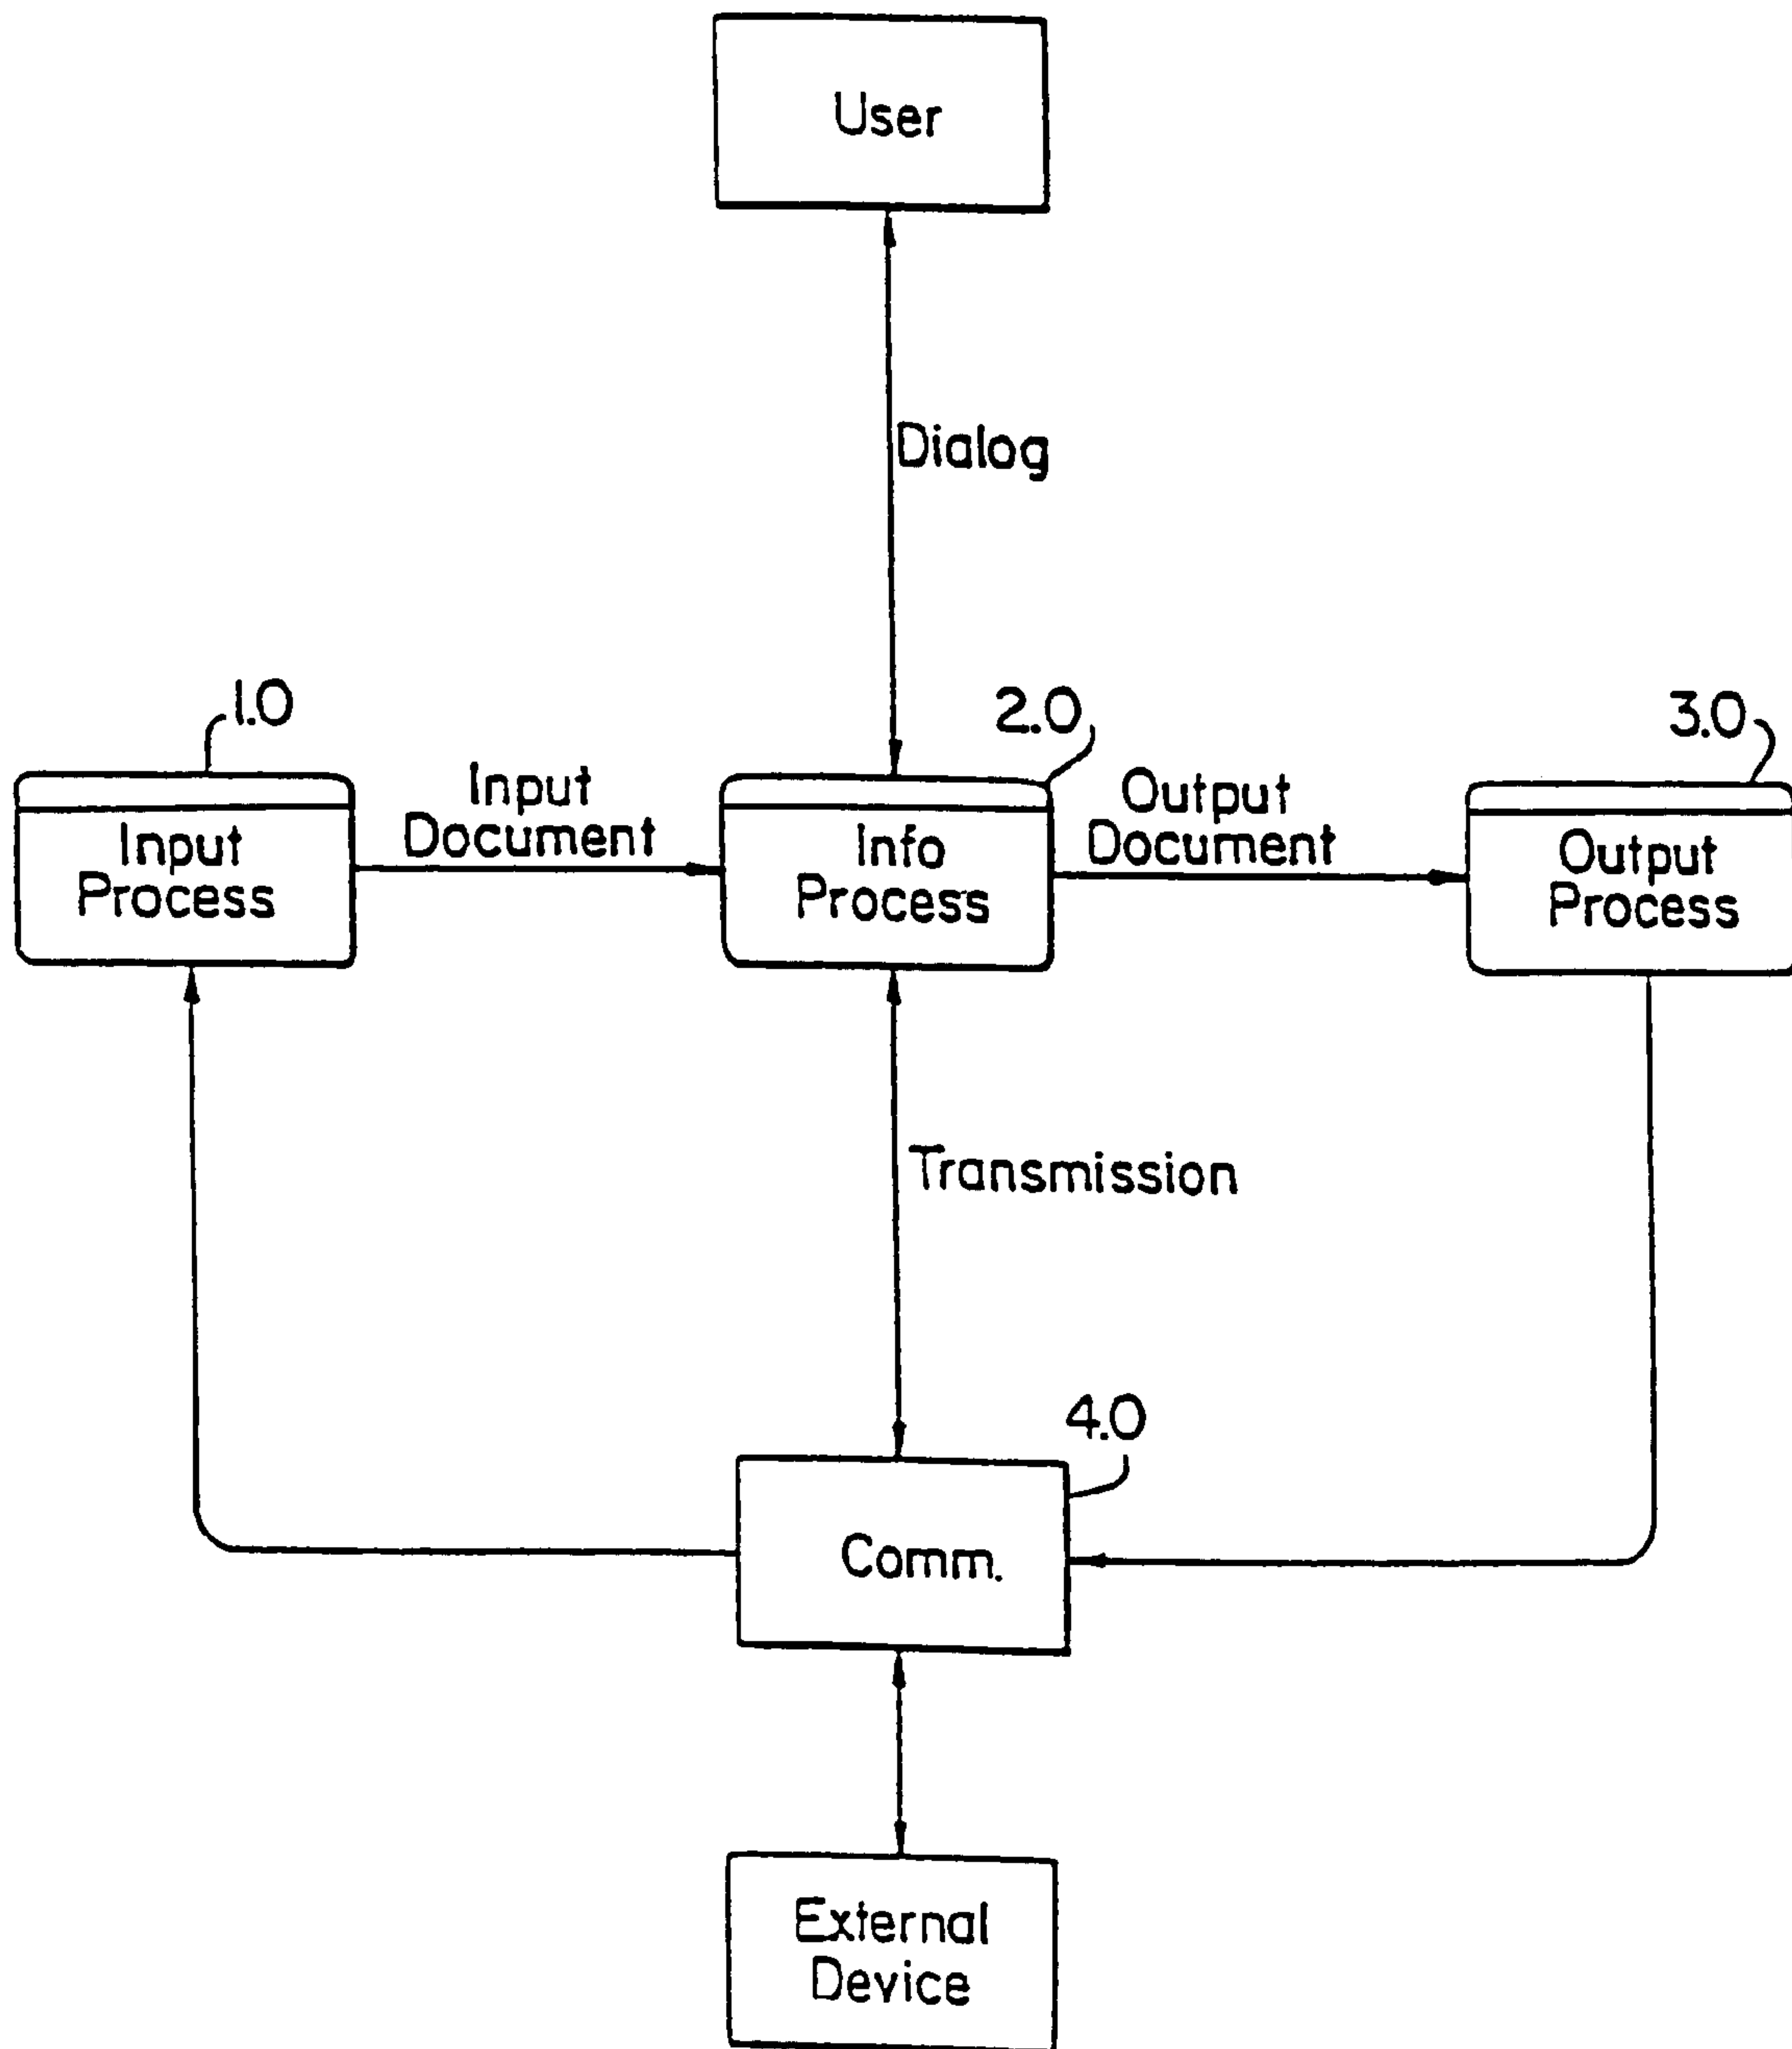 User
Dialog
1.0
2.0
3.0
Input
Process
Input
Document
Info
Process
Output
Document
Output
Process
Transmission
4.0
Comm.
External
Device